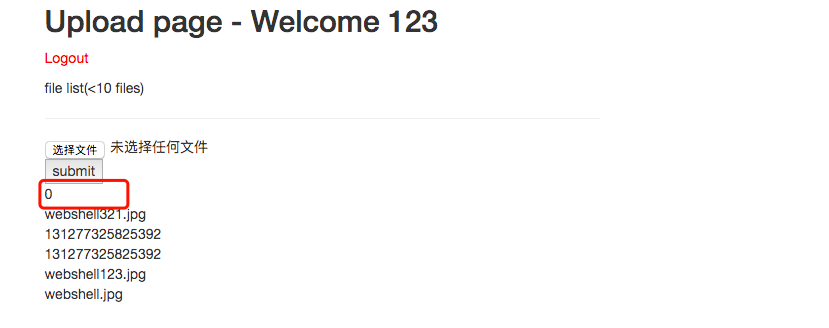 Upload page - Welcome 123
Logout
file list(<10 files)
选择文件 未选择任何文件
submit
0
webshell321.jpg
131277325825392
131277325825392
webshell123.jpg
webshell.jpg